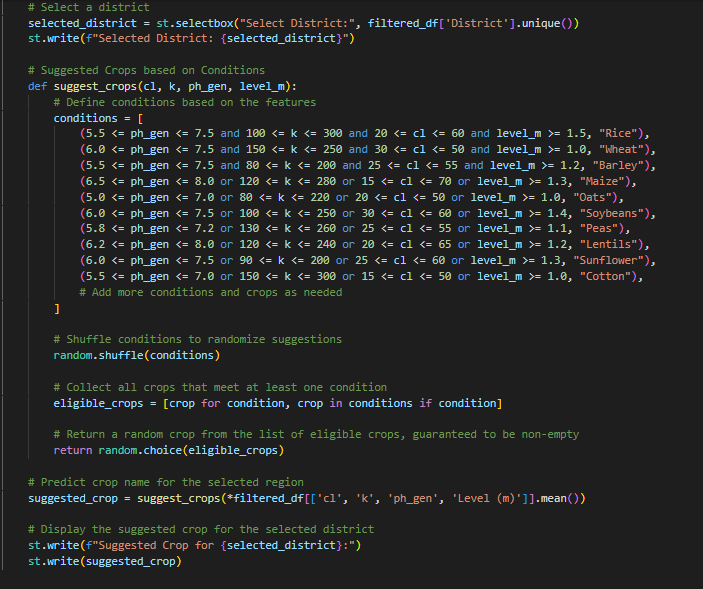 # Select a district
selected_district = st.selectbox("Select District:", filtered_df['District'].unique())
st.write(f"Selected District: {selected_district}")

# Suggested Crops based on Conditions
def suggest_crops(cl, k, ph_gen, level_m):
    # Define conditions based on the features
    conditions = [
        (5.5 <= ph_gen <= 7.5 and 100 <= k <= 300 and 20 <= cl <= 60 and level_m >= 1.5, "Rice"),
        (6.0 <= ph_gen <= 7.5 and 150 <= k <= 250 and 30 <= cl <= 50 and level_m >= 1.0, "Wheat"),
        (5.5 <= ph_gen <= 7.5 and 80 <= k <= 200 and 25 <= cl <= 55 and level_m >= 1.2, "Barley"),
        (6.5 <= ph_gen <= 8.0 or 120 <= k <= 280 or 15 <= cl <= 70 or level_m >= 1.3, "Maize"),
        (5.0 <= ph_gen <= 7.0 or 80 <= k <= 220 or 20 <= cl <= 50 or level_m >= 1.0, "Oats"),
        (6.0 <= ph_gen <= 7.5 or 100 <= k <= 250 or 30 <= cl <= 60 or level_m >= 1.4, "Soybeans"),
        (5.8 <= ph_gen <= 7.2 or 130 <= k <= 260 or 25 <= cl <= 55 or level_m >= 1.1, "Peas"),
        (6.2 <= ph_gen <= 8.0 or 120 <= k <= 240 or 20 <= cl <= 65 or level_m >= 1.2, "Lentils"),
        (6.0 <= ph_gen <= 7.5 or 90 <= k <= 200 or 25 <= cl <= 60 or level_m >= 1.3, "Sunflower"),
        (5.5 <= ph_gen <= 7.0 or 150 <= k <= 300 or 15 <= cl <= 50 or level_m >= 1.0, "Cotton"),
        # Add more conditions and crops as needed
    ]

    # Shuffle conditions to randomize suggestions
    random.shuffle(conditions)

    # Collect all crops that meet at least one condition
    eligible_crops = [crop for condition, crop in conditions if condition]

    # Return a random crop from the list of eligible crops, guaranteed to be non-empty
    return random.choice(eligible_crops)

# Predict crop name for the selected region
suggested_crop = suggest_crops(*filtered_df[['cl', 'k', 'ph_gen', 'Level (m)']].mean())

# Display the suggested crop for the selected district
st.write(f"Suggested Crop for {selected_district}:")
st.write(suggested_crop)